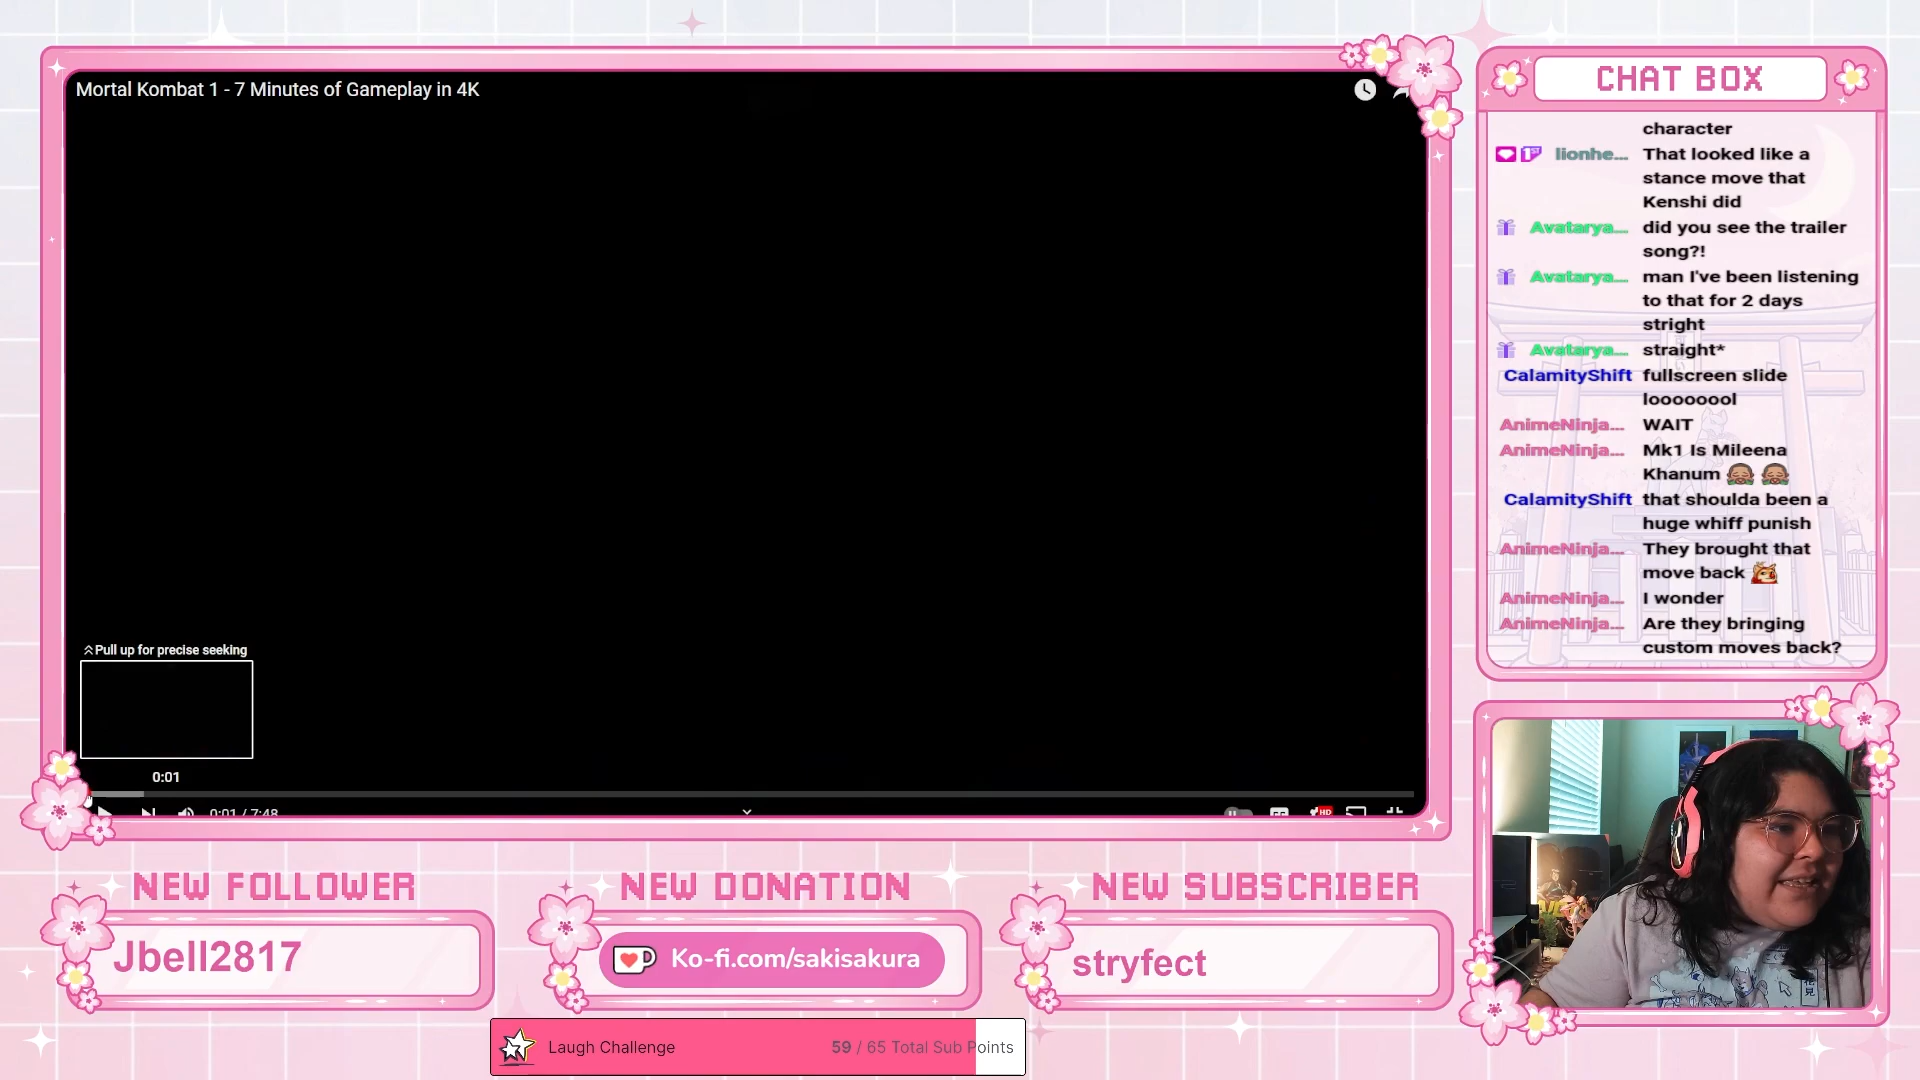 Mortal Kombat 1 - 7 Minutes of Gameplay in 4K
Pull up for precise seeking
0:01
0:01 / 7:48
HD
CHAT BOX
character
lionhe... That looked like a
stance move that
Kenshi did
Avatarya... did you see the trailer
song?!
Avatarya... man I've been listening
to that for 2 days
stright
Avatarya... straight*
CalamityShift fullscreen slide
loooooool
AnimeNinja... WAIT
AnimeNinja... Mk1 Is Mileena
Khanum
CalamityShift that shoulda been a
huge whiff punish
AnimeNinja... They brought that
move back
AnimeNinja... I wonder
AnimeNinja... Are they bringing
custom moves back?
NEW FOLLOWER
Jbell2817
NEW DONATION
Ko-fi.com/sakisakura
NEW SUBSCRIBER
stryfect
Laugh Challenge
59 / 65 Total Sub Points